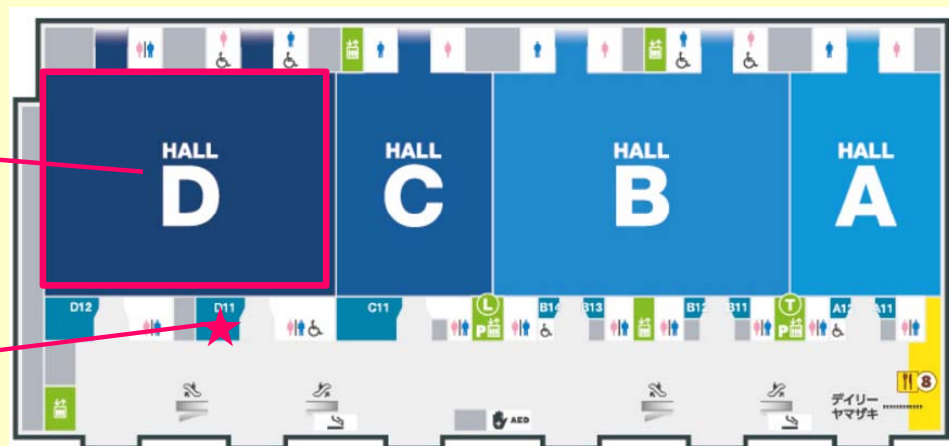 HALL
D
HALL
C
HALL
B
HALL
A
D12
D11
C11
L
P
B14
B13
B12
B11
T
P
A12
A11
8
AED
デイリー
ヤマザキ